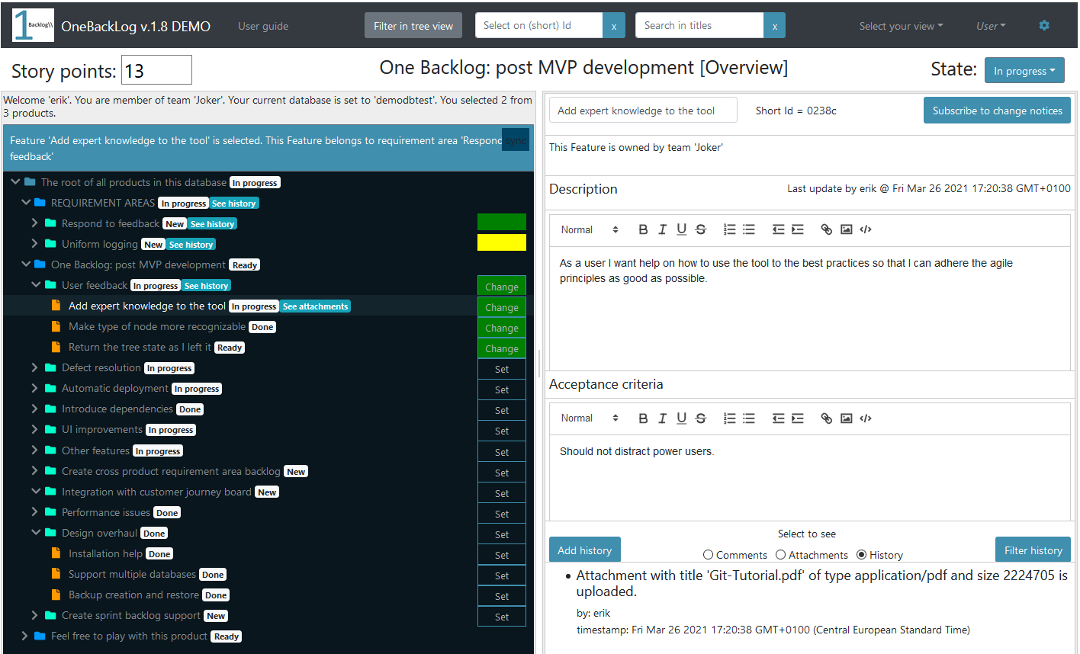 1 Backlog\\
OneBackLog v.1.8 DEMO
User guide
Filter in tree view
Select on (short) Id
x
Search in titles
x
Select your view
User
Story points: 13
One Backlog: post MVP development [Overview]
State: In progress
Welcome 'erik'. You are member of team 'Joker'. Your current database is set to 'demodbtest'. You selected 2 from
3 products.
Feature 'Add expert knowledge to the tool' is selected. This Feature belongs to requirement area 'Respond
feedback'
sync
The root of all products in this database In progress
REQUIREMENT AREAS In progress See history
Respond to feedback New See history
Uniform logging New See history
One Backlog: post MVP development Ready
User feedback In progress See history Change
Add expert knowledge to the tool In progress See attachments Change
Make type of node more recognizable Done Change
Return the tree state as I left it Ready Change
Defect resolution In progress Set
Automatic deployment In progress Set
Introduce dependencies Done Set
UI improvements In progress Set
Other features In progress Set
Create cross product requirement area backlog New Set
Integration with customer journey board New Set
Performance issues Done Set
Design overhaul Done Set
Installation help Done Set
Support multiple databases Done Set
Backup creation and restore Done Set
Create sprint backlog support New Set
Feel free to play with this product Ready
Add expert knowledge to the tool
Short Id = 0238c
Subscribe to change notices
This Feature is owned by team 'Joker'
Description
Last update by erik @ Fri Mar 26 2021 17:20:38 GMT+0100
Normal B I U S
As a user I want help on how to use the tool to the best practices so that I can adhere the agile
principles as good as possible.
Acceptance criteria
Normal B I U S
Should not distract power users.
Select to see
Add history
Comments Attachments History
Filter history
• Attachment with title 'Git-Tutorial.pdf' of type application/pdf and size 2224705 is
uploaded.
by: erik
timestamp: Fri Mar 26 2021 17:20:38 GMT+0100 (Central European Standard Time)